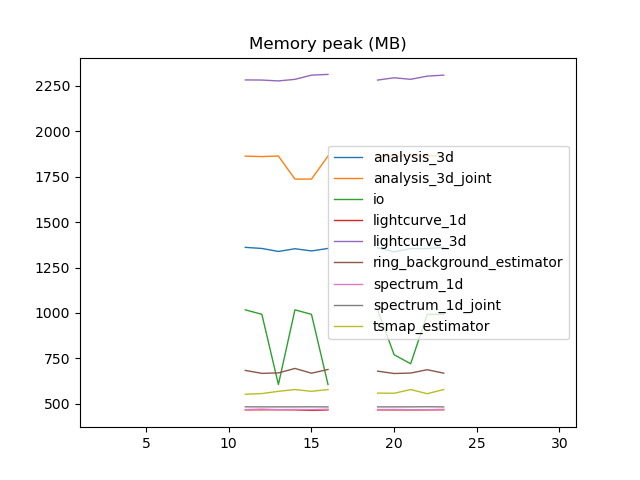 Memory peak (MB)
2250
2000
1750
1500
1250
1000
750
500
analysis_3d
analysis_3d_joint
io
lightcurve_1d
lightcurve_3d
ring_background_estimator
spectrum_1d
spectrum_1d_joint
tsmap_estimator
5 10 15 20 25 30